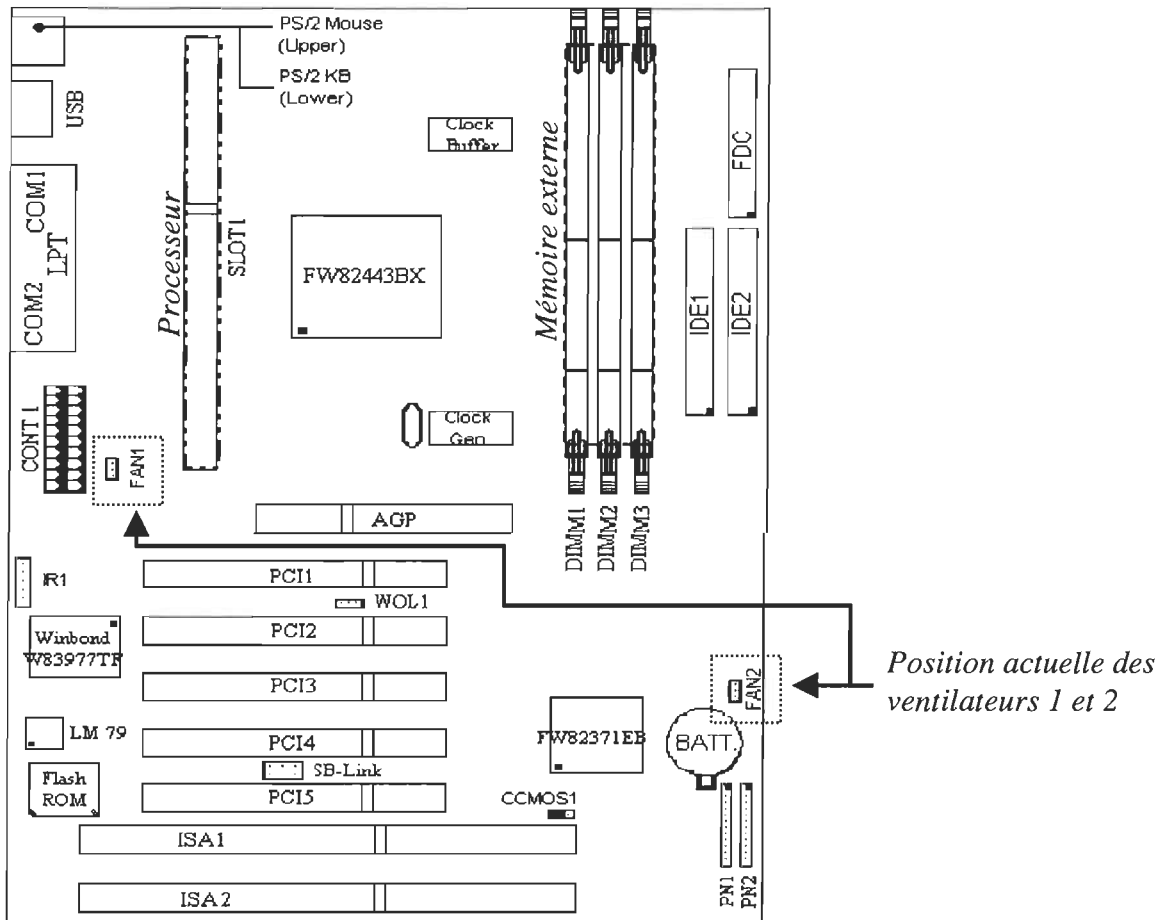 PS/2 Mouse
(Upper)
PS/2 KB
(Lower)
USB
COM1
COM2
LPT
Processeur
SLOT1
Clock
Buffer
FW82443BX
Mémoire externe
FDC
IDE1
IDE2
CONT1
FAN1
Clock
Gen
AGP
DIMM1
DIMM2
DIMM3
IR1
PCI1
WOL1
Winbond
W83977TF
PCI2
PCI3
FAN2
Position actuelle des
ventilateurs 1 et 2
LM 79
PCI4
FW82371EB
BATT.
SB-Link
Flash
ROM
PCI5
CCMOS1
ISA1
ISA2
PN1
PN2